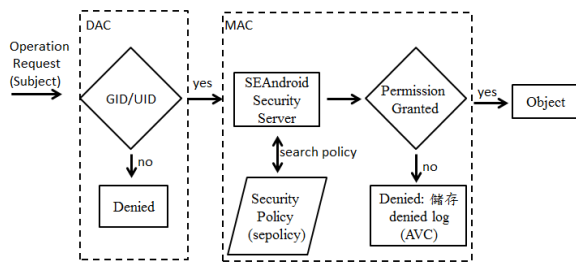 DAC
MAC
Operation
Request
(Subject)
GID/UID
yes
no
Denied
SEAndroid
Security
Server
search policy
Security
Policy
(sepolicy)
Permission
Granted
yes
no
Denied: 儲存
denied log
(AVC)
Object